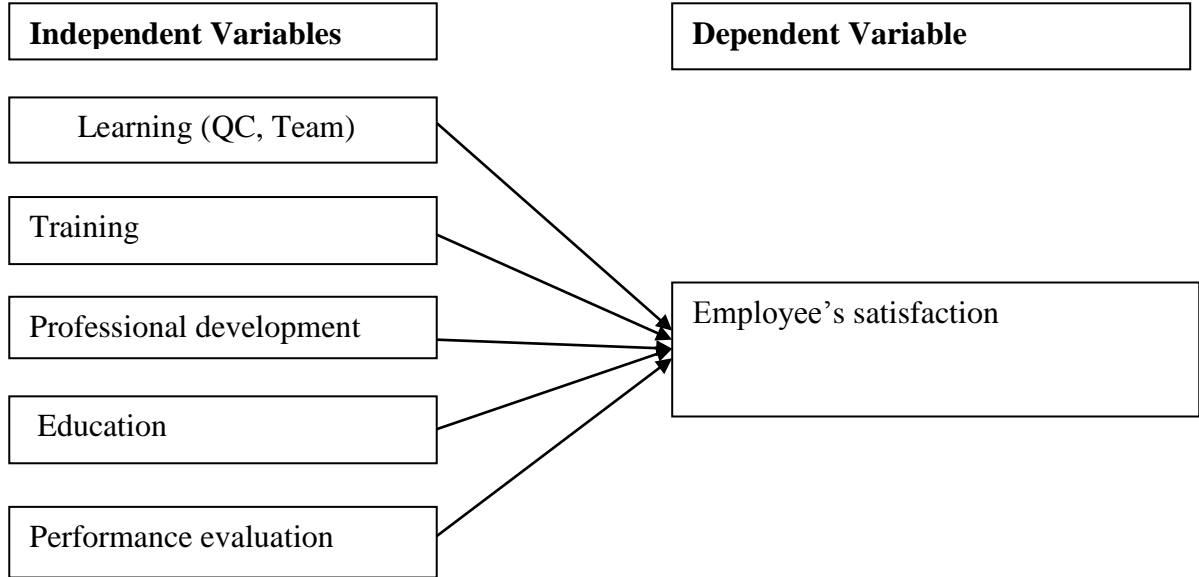 Independent Variables
Dependent Variable
Learning (QC, Team)
Training
Professional development
Employee’s satisfaction
Education
Performance evaluation